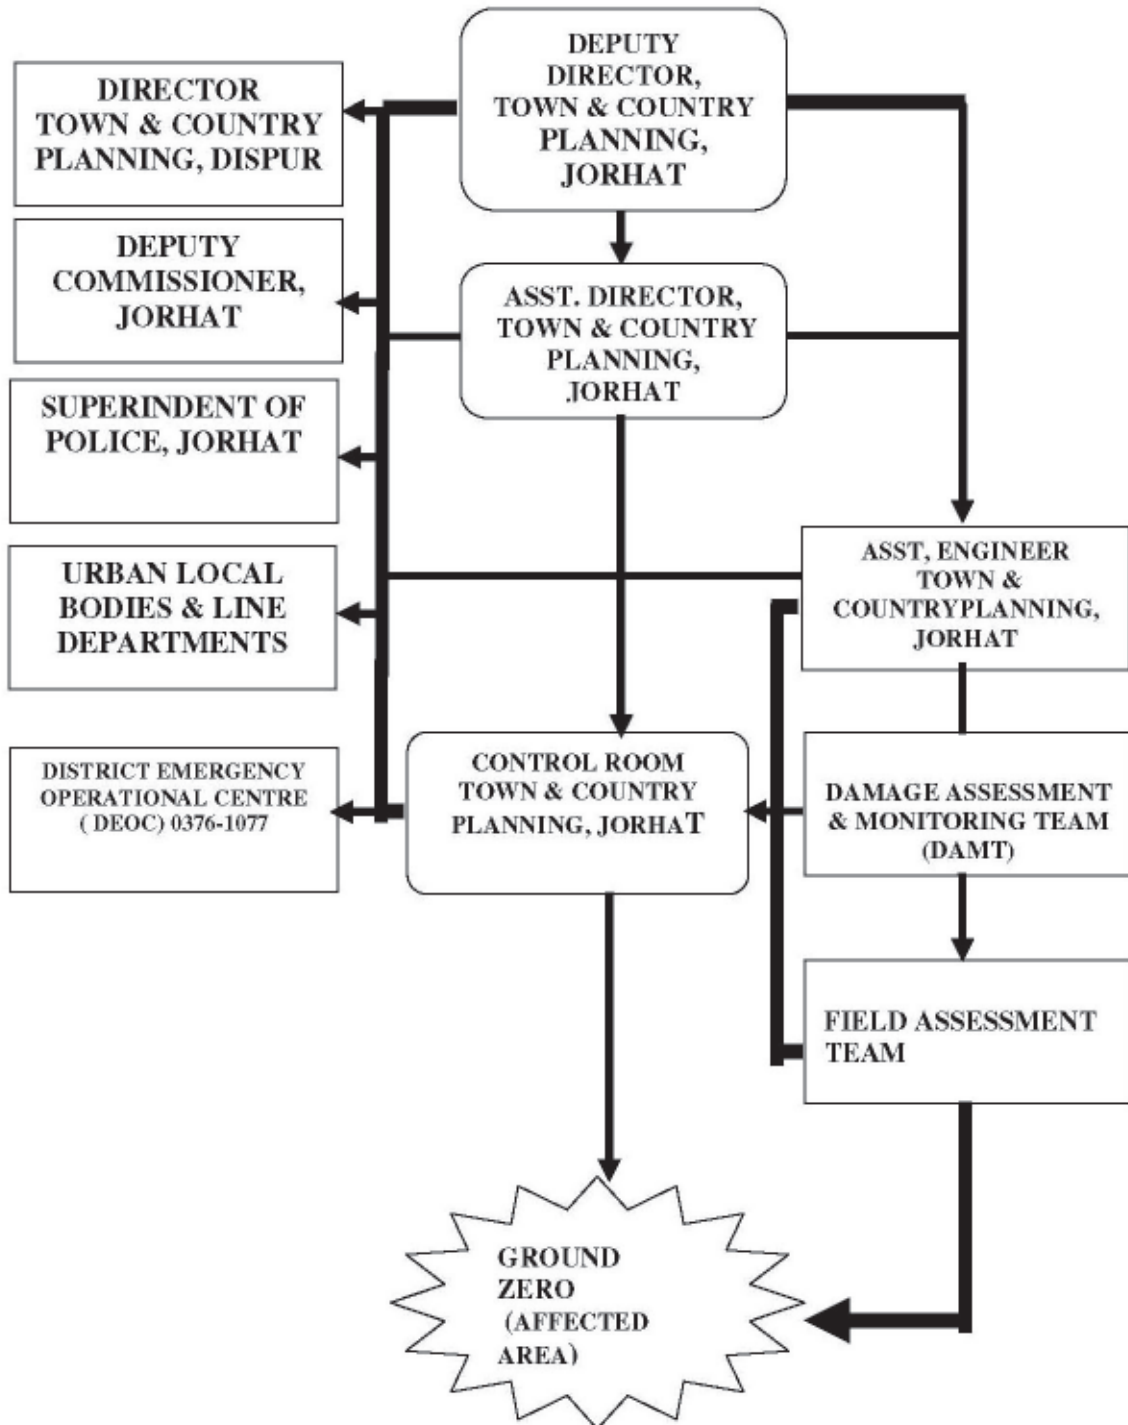 DEPUTY
DIRECTOR,
TOWN & COUNTRY
PLANNING,
JORHAT
DIRECTOR
TOWN & COUNTRY
PLANNING, DISPUR
DEPUTY
COMMISSIONER,
JORHAT
ASST. DIRECTOR,
TOWN & COUNTRY
PLANNING,
JORHAT
SUPERINDENT OF
POLICE, JORHAT
URBAN LOCAL
BODIES & LINE
DEPARTMENTS
ASST, ENGINEER
TOWN &
COUNTRYPLANNING,
JORHAT
DISTRICT EMERGENCY
OPERATIONAL CENTRE
( DEOC) 0376-1077
CONTROL ROOM
TOWN & COUNTRY
PLANNING, JORHAT
DAMAGE ASSESSMENT
& MONITORING TEAM
(DAMT)
FIELD ASSESSMENT
TEAM
GROUND
ZERO
(AFFECTED
AREA)